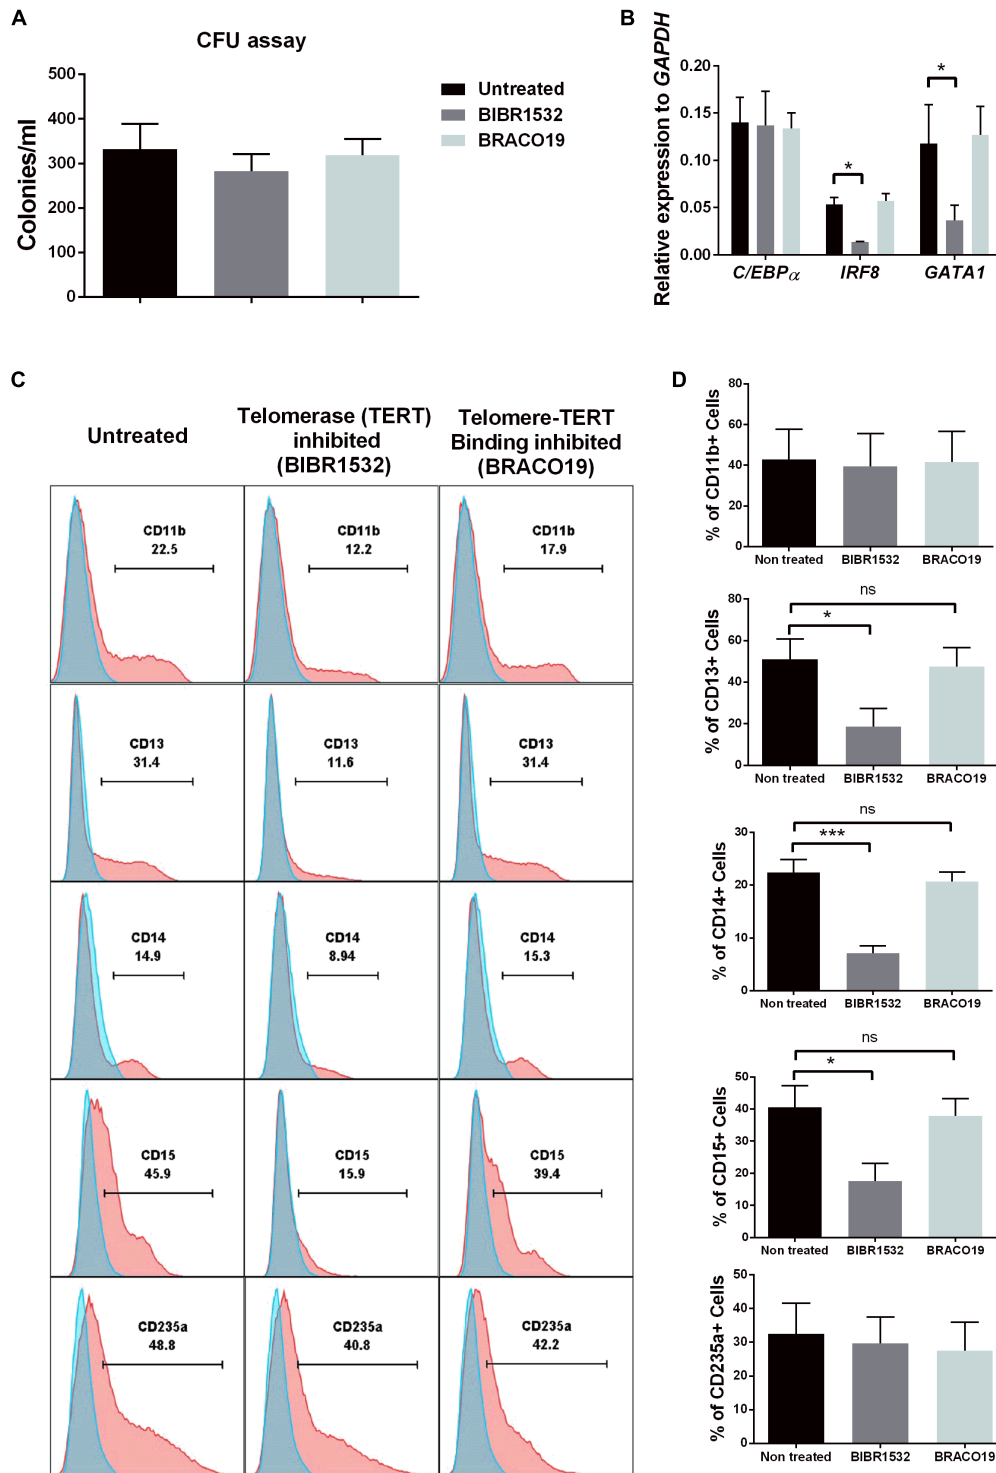 A
CFU assay
500
400
300
200
100
0
Colonies/ml
Untreated
BIBR1532
BRACO19
B
Relative expression to GAPDH
0.20
0.15
0.10
0.05
0.00
*
*
C/EBPα
IRF8
GATA1
C
Untreated
Telomerase (TERT)
inhibited
(BIBR1532)
Telomere-TERT
Binding inhibited
(BRACO19)
CD11b
22.5
CD11b
12.2
CD11b
17.9
CD13
31.4
CD13
11.6
CD13
31.4
CD14
14.9
CD14
8.94
CD14
15.3
CD15
45.9
CD15
15.9
CD15
39.4
CD235a
48.8
CD235a
40.8
CD235a
42.2
D
% of CD11b+ Cells
80
60
40
20
0
Non treated
BIBR1532
BRACO19
% of CD13+ Cells
80
60
40
20
0
ns
*
Non treated
BIBR1532
BRACO19
% of CD14+ Cells
30
20
10
0
ns
***
Non treated
BIBR1532
BRACO19
% of CD15+ Cells
50
40
30
20
10
0
ns
*
Non treated
BIBR1532
BRACO19
% of CD235a+ Cells
50
40
30
20
10
0
Non treated
BIBR1532
BRACO19